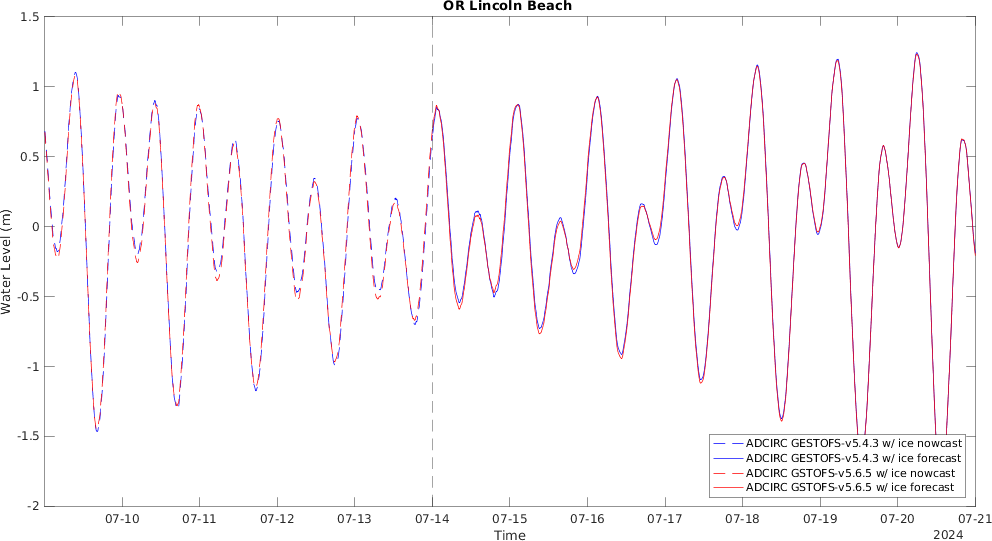 OR Lincoln Beach
1.5
1
0.5
0
-0.5
-1
-1.5
-2
Water Level (m)
ADCIRC GESTOFS-v5.4.3 w/ ice nowcast
ADCIRC GESTOFS-v5.4.3 w/ ice forecast
ADCIRC GSTOFS-v5.6.5 w/ ice nowcast
ADCIRC GSTOFS-v5.6.5 w/ ice forecast
07-10 07-11 07-12 07-13 07-14 07-15 07-16 07-17 07-18 07-19 07-20 07-21
Time
2024